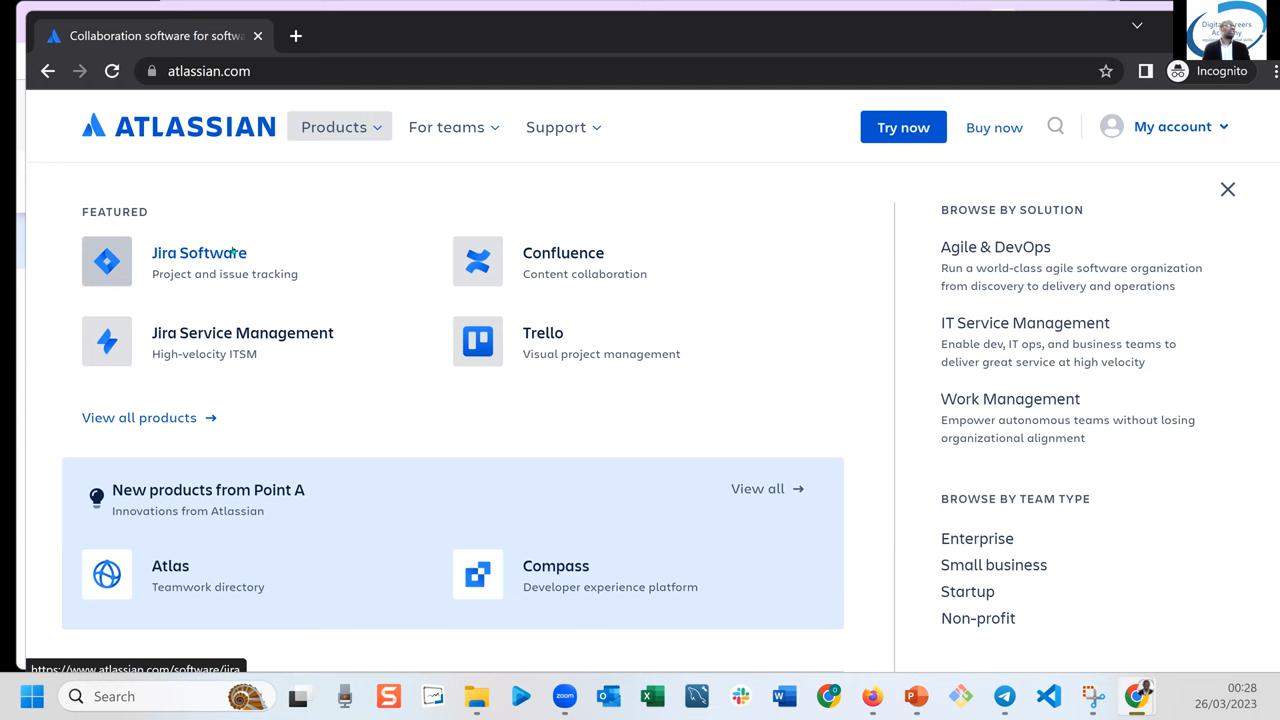 Collaboration software for softw
Digital Careers
Academy
atlassian.com
Incognito
ATLASSIAN
Products
For teams
Support
Try now
Buy now
My account
FEATURED
Jira Software
Project and issue tracking
Confluence
Content collaboration
Jira Service Management
High-velocity ITSM
Trello
Visual project management
View all products →
New products from Point A
Innovations from Atlassian
View all →
Atlas
Teamwork directory
Compass
Developer experience platform
BROWSE BY SOLUTION
Agile & DevOps
Run a world-class agile software organization
from discovery to delivery and operations
IT Service Management
Enable dev, IT ops, and business teams to
deliver great service at high velocity
Work Management
Empower autonomous teams without losing
organizational alignment
BROWSE BY TEAM TYPE
Enterprise
Small business
Startup
Non-profit
https://www.atlassian.com/software/jira
Search
zoom
00:28
26/03/2023